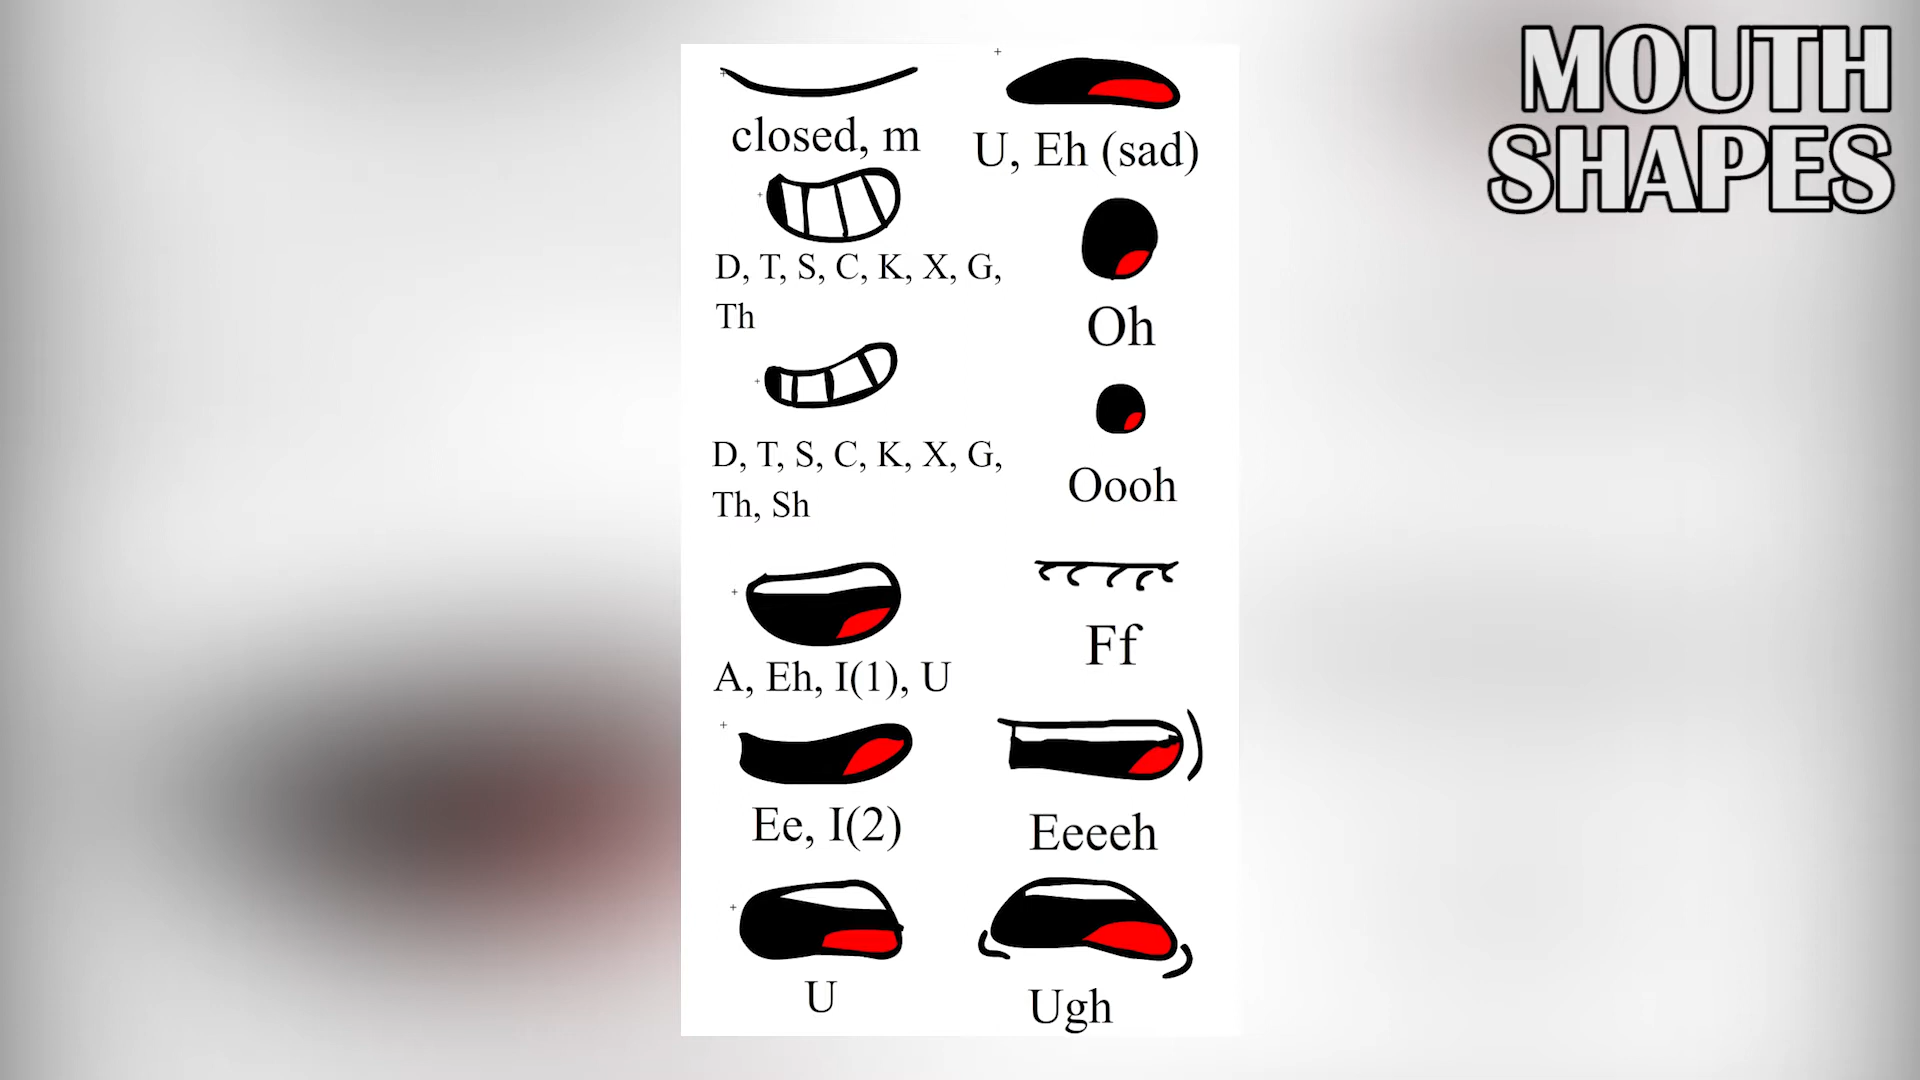 MOUTH
SHAPES
closed, m
D, T, S, C, K, X, G,
Th
D, T, S, C, K, X, G,
Th, Sh
A, Eh, I(1), U
Ee, I(2)
U
U, Eh (sad)
Oh
Oooh
Ff
Eeeeh
Ugh